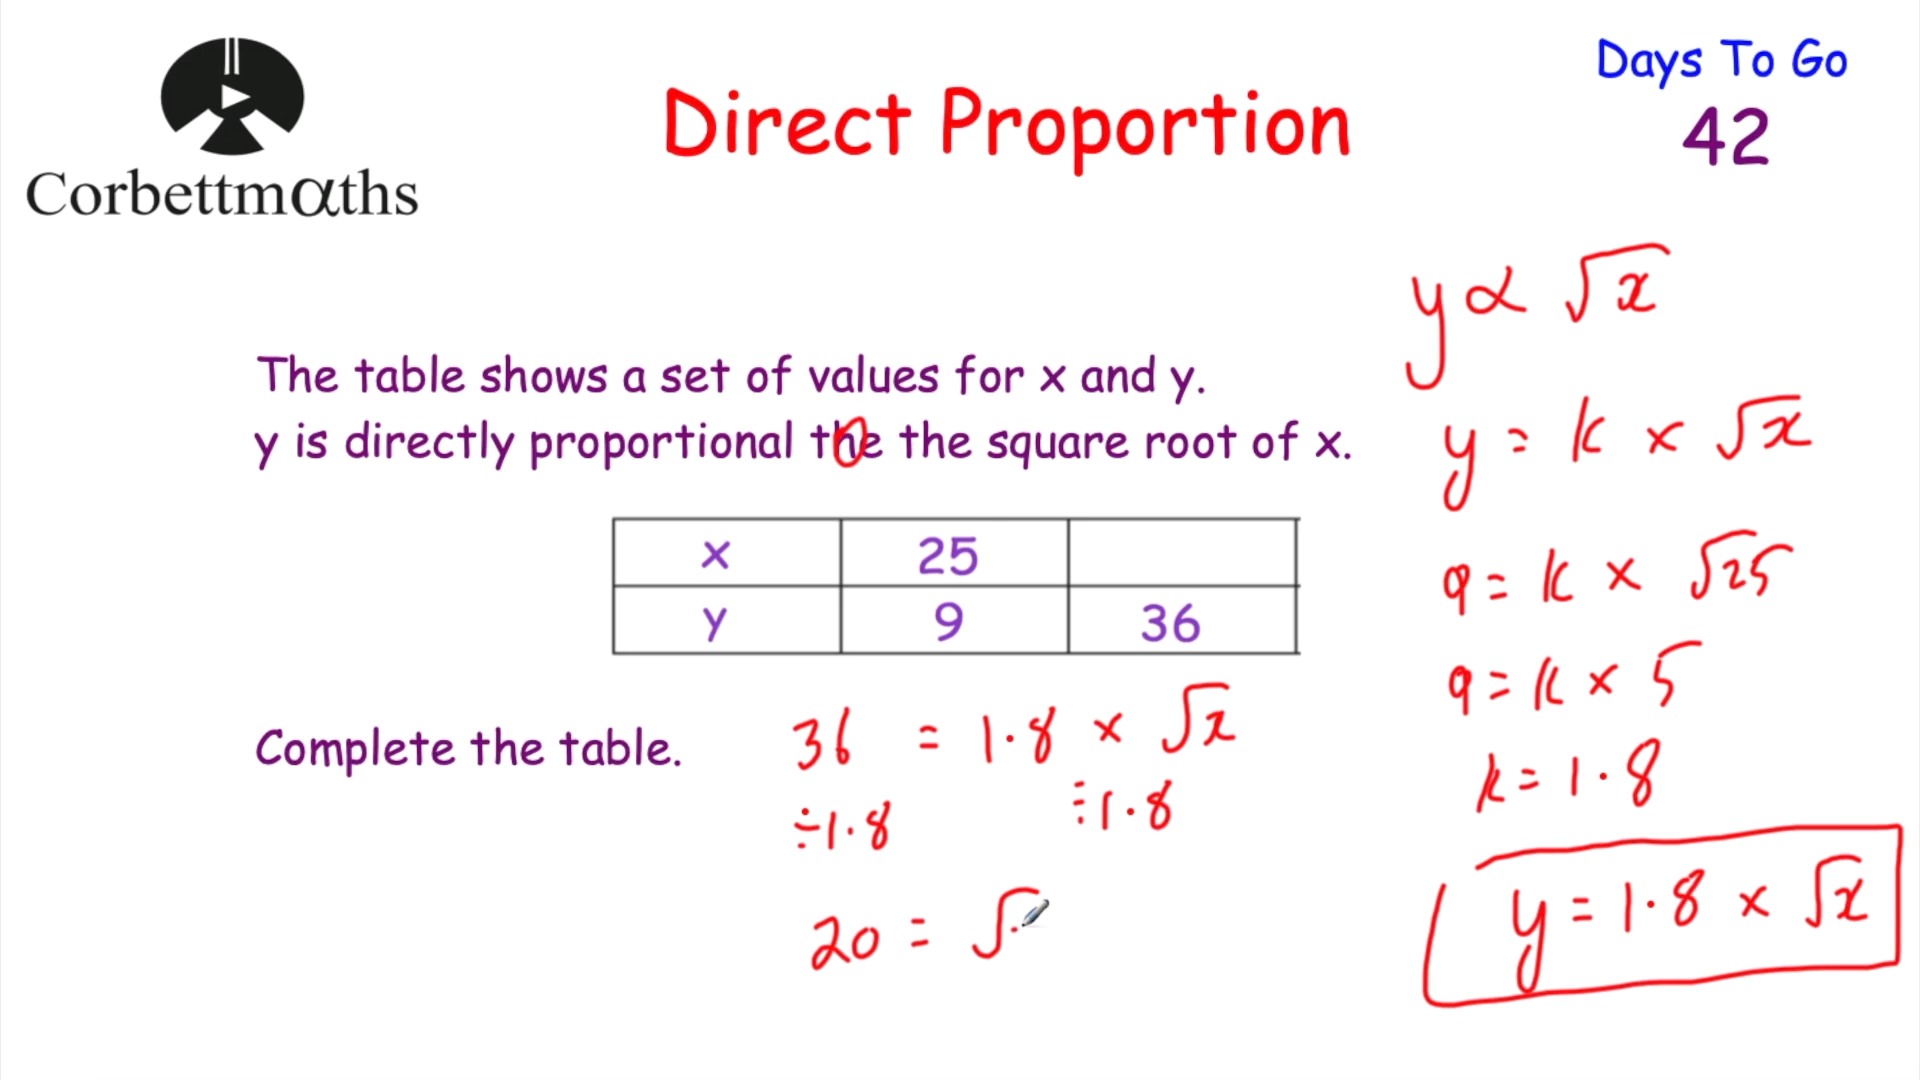 Corbettmαths
Direct Proportion
Days To Go
42
The table shows a set of values for x and y.
y is directly proportional the the square root of x.
x 25
y 9 36
Complete the table.
36 = 1.8 × √x
÷1.8 ÷1.8
20 = √
y ∝ √x
y = k × √x
9 = k × √25
9 = k × 5
k = 1.8
y = 1.8 × √x